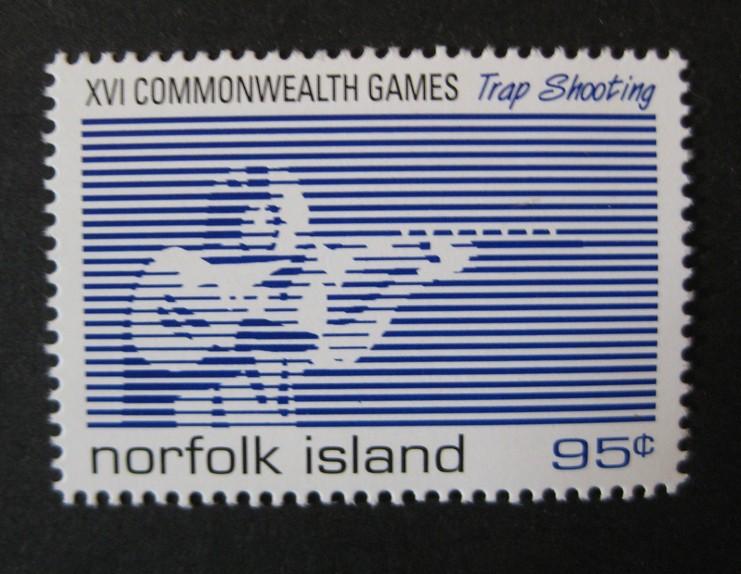 XVI COMMONWEALTH GAMES Trap Shooting
norfolk island 95¢